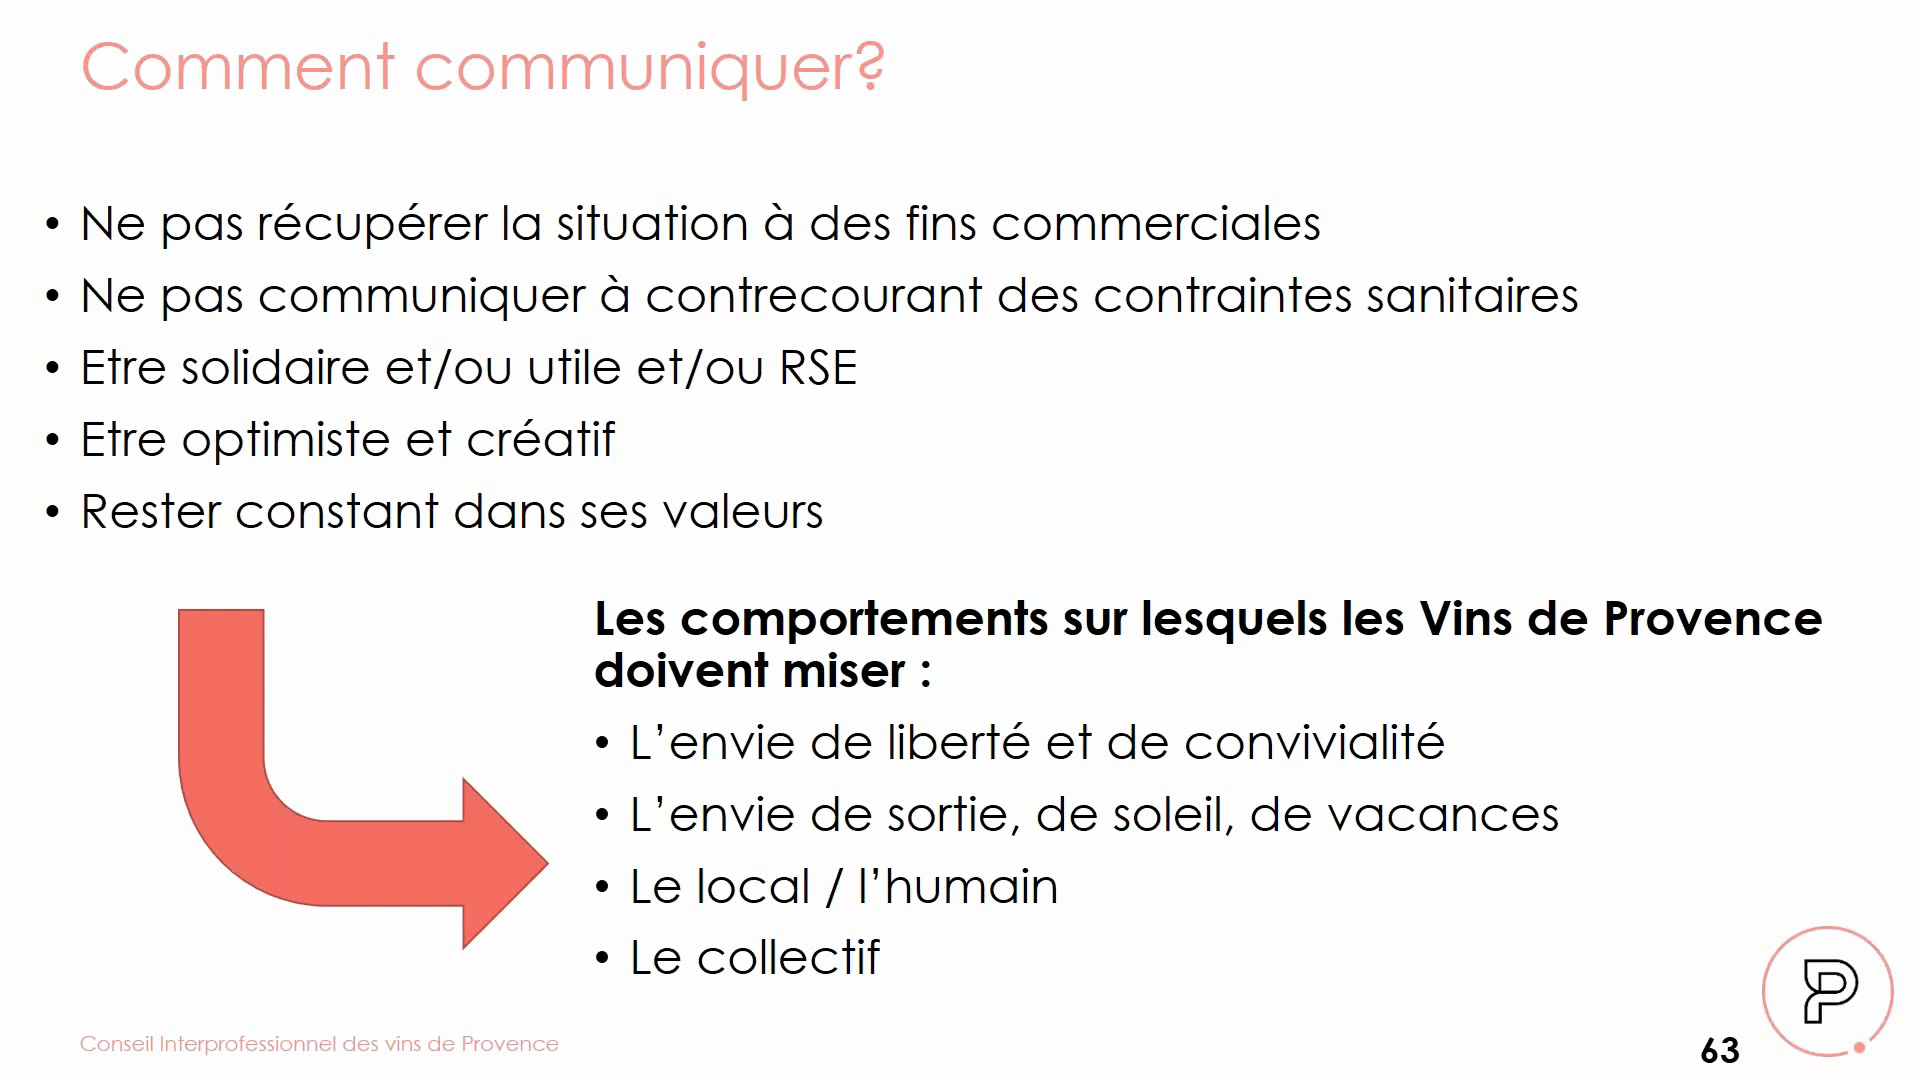 Comment communiquer?
• Ne pas récupérer la situation à des fins commerciales
• Ne pas communiquer à contrecourant des contraintes sanitaires
• Etre solidaire et/ou utile et/ou RSE
• Etre optimiste et créatif
• Rester constant dans ses valeurs
Les comportements sur lesquels les Vins de Provence
doivent miser :
• L’envie de liberté et de convivialité
• L’envie de sortie, de soleil, de vacances
• Le local / l’humain
• Le collectif
P
Conseil Interprofessionnel des vins de Provence
63